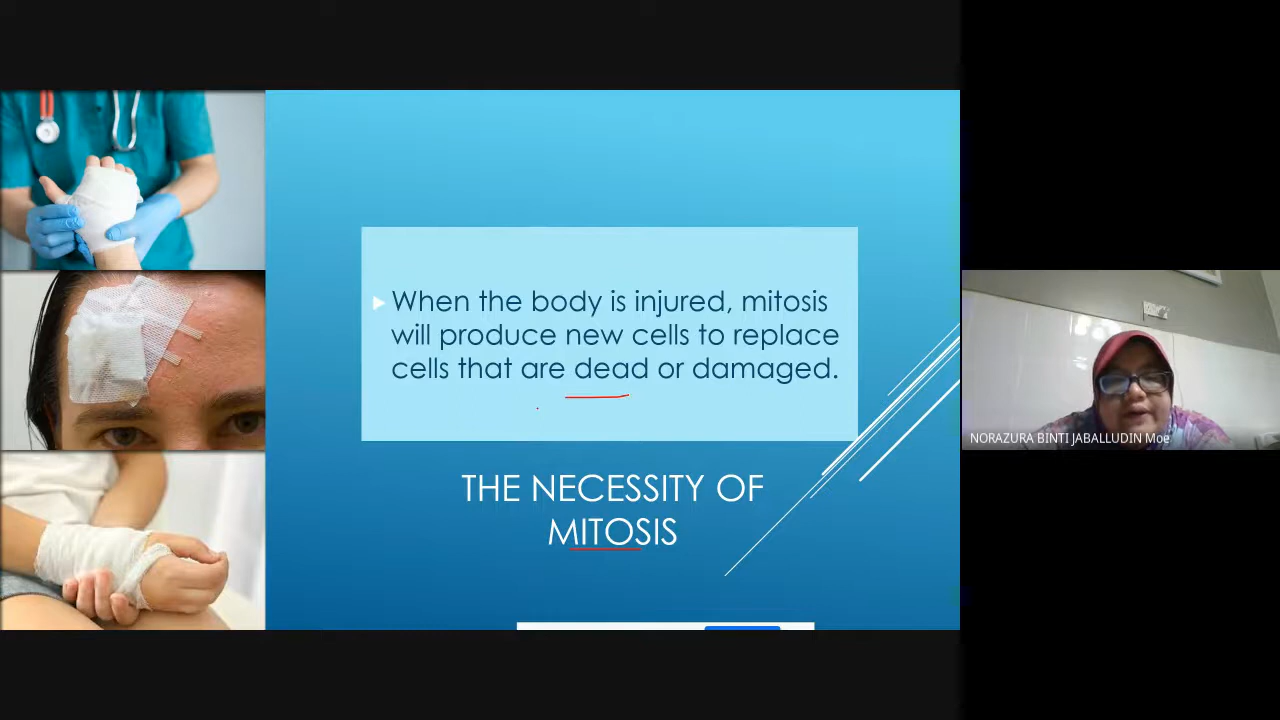 When the body is injured, mitosis
will produce new cells to replace
cells that are dead or damaged.
THE NECESSITY OF
MITOSIS
NORAZURA BINTI JABALLUDIN Moe